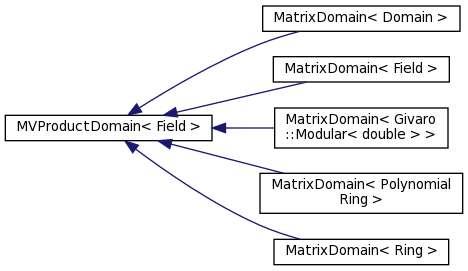 MatrixDomain< Domain >
MatrixDomain< Field >
MVProductDomain< Field >
MatrixDomain< Givaro
::Modular< double > >
MatrixDomain< Polynomial
Ring >
MatrixDomain< Ring >